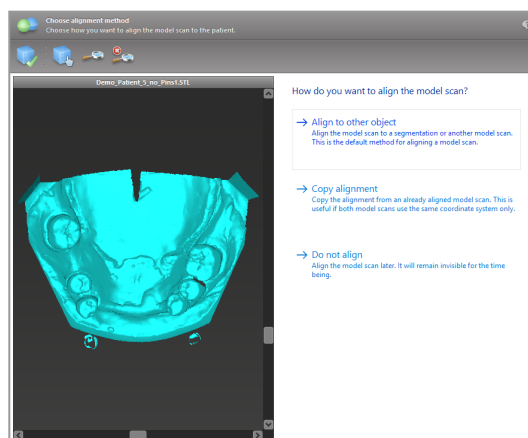 Choose alignment method
Choose how you want to align the model scan to the patient.
Demo_Patient_5_no_Pins1.STL
How do you want to align the model scan?
Align to other object
Align the model scan to a segmentation or another model scan.
This is the default method for aligning a model scan.
Copy alignment
Copy the alignment from an already aligned model scan. This is
useful if both model scans use the same coordinate system only.
Do not align
Align the model scan later. It will remain invisible for the time
being.